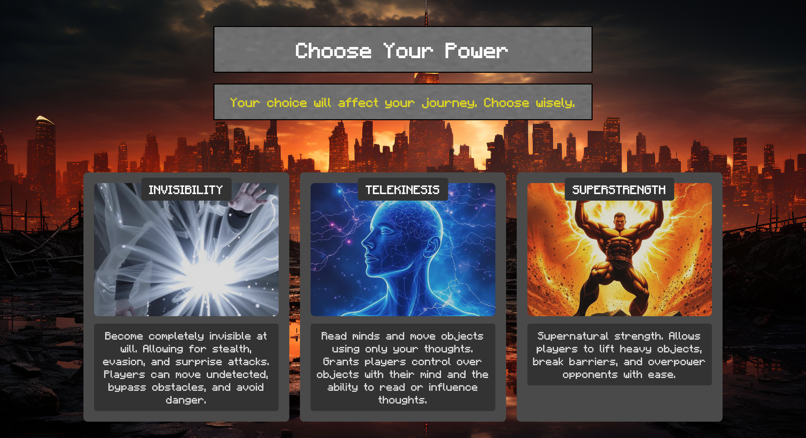 Choose Your Power
Your choice will affect your journey. Choose wisely.
INVISIBILITY
Become completely invisible at
will. Allowing for stealth,
evasion, and surprise attacks.
Players can move undetected,
bypass obstacles, and avoid
danger.
TELEKINESIS
Read minds and move objects
using only your thoughts.
Grants players control over
objects with their mind and the
ability to read or influence
thoughts.
SUPERSTRENGTH
Supernatural strength. Allows
players to lift heavy objects,
break barriers, and overpower
opponents with ease.